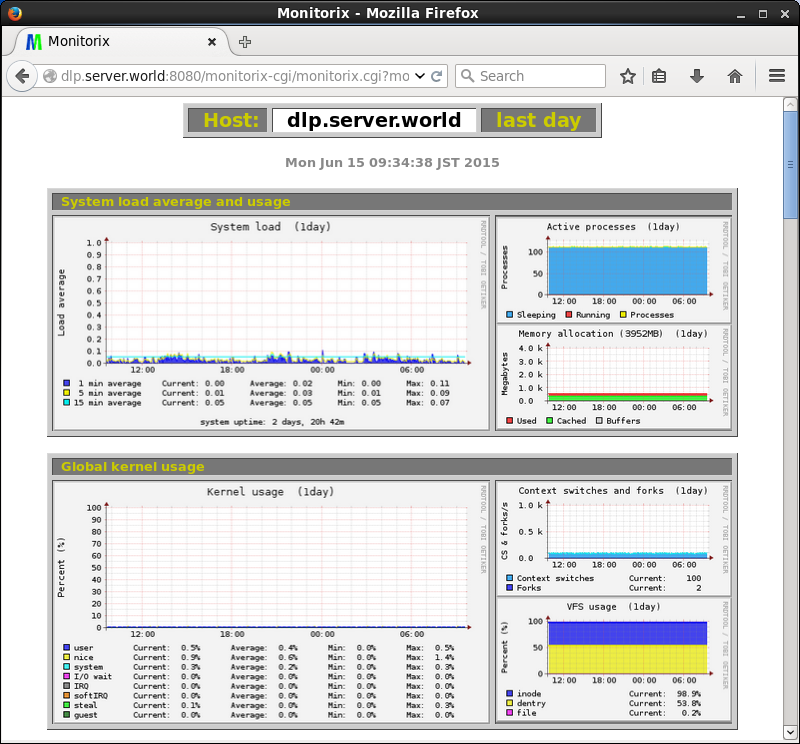 Monitorix - Mozilla Firefox
Monitorix
dlp.server.world:8080/monitorix-cgi/monitorix.cgi?mo
Search
Host: dlp.server.world last day
Mon Jun 15 09:34:38 JST 2015
System load average and usage
System load (1day)
RRDTOOL / TOBI OETIKER
Load average
1.0
0.9
0.8
0.7
0.6
0.5
0.4
0.3
0.2
0.1
0.0
12:00 18:00 00:00 06:00
1 min average Current: 0.00 Average: 0.02 Min: 0.00 Max: 0.11
5 min average Current: 0.01 Average: 0.03 Min: 0.01 Max: 0.09
15 min average Current: 0.05 Average: 0.05 Min: 0.05 Max: 0.07
system uptime: 2 days, 20h 42m
Active processes (1day)
RRDTOOL / TOBI OETIKER
Processes
100
50
0
12:00 18:00 00:00 06:00
Sleeping Running Processes
Memory allocation (3952MB) (1day)
RRDTOOL / TOBI OETIKER
Megabytes
4.0 k
3.0 k
2.0 k
1.0 k
0.0
12:00 18:00 00:00 06:00
Used Cached Buffers
Global kernel usage
Kernel usage (1day)
RRDTOOL / TOBI OETIKER
Percent (%)
100
90
80
70
60
50
40
30
20
10
0
12:00 18:00 00:00 06:00
user Current: 0.5% Average: 0.4% Min: 0.0% Max: 0.5%
nice Current: 0.9% Average: 0.6% Min: 0.0% Max: 1.4%
system Current: 0.3% Average: 0.2% Min: 0.0% Max: 0.3%
I/O wait Current: 0.0% Average: 0.0% Min: 0.0% Max: 0.0%
IRQ Current: 0.0% Average: 0.0% Min: 0.0% Max: 0.0%
softIRQ Current: 0.0% Average: 0.0% Min: 0.0% Max: 0.0%
steal Current: 0.1% Average: 0.0% Min: 0.0% Max: 0.3%
guest Current: 0.0% Average: 0.0% Min: 0.0% Max: 0.0%
Context switches and forks (1day)
RRDTOOL / TOBI OETIKER
CS & forks/s
1.0 k
0.5 k
0.0
12:00 18:00 00:00 06:00
Context switches Current: 100
Forks Current: 2
VFS usage (1day)
RRDTOOL / TOBI OETIKER
Percent (%)
100
50
0
12:00 18:00 00:00 06:00
inode Current: 98.9%
dentry Current: 53.8%
file Current: 0.2%